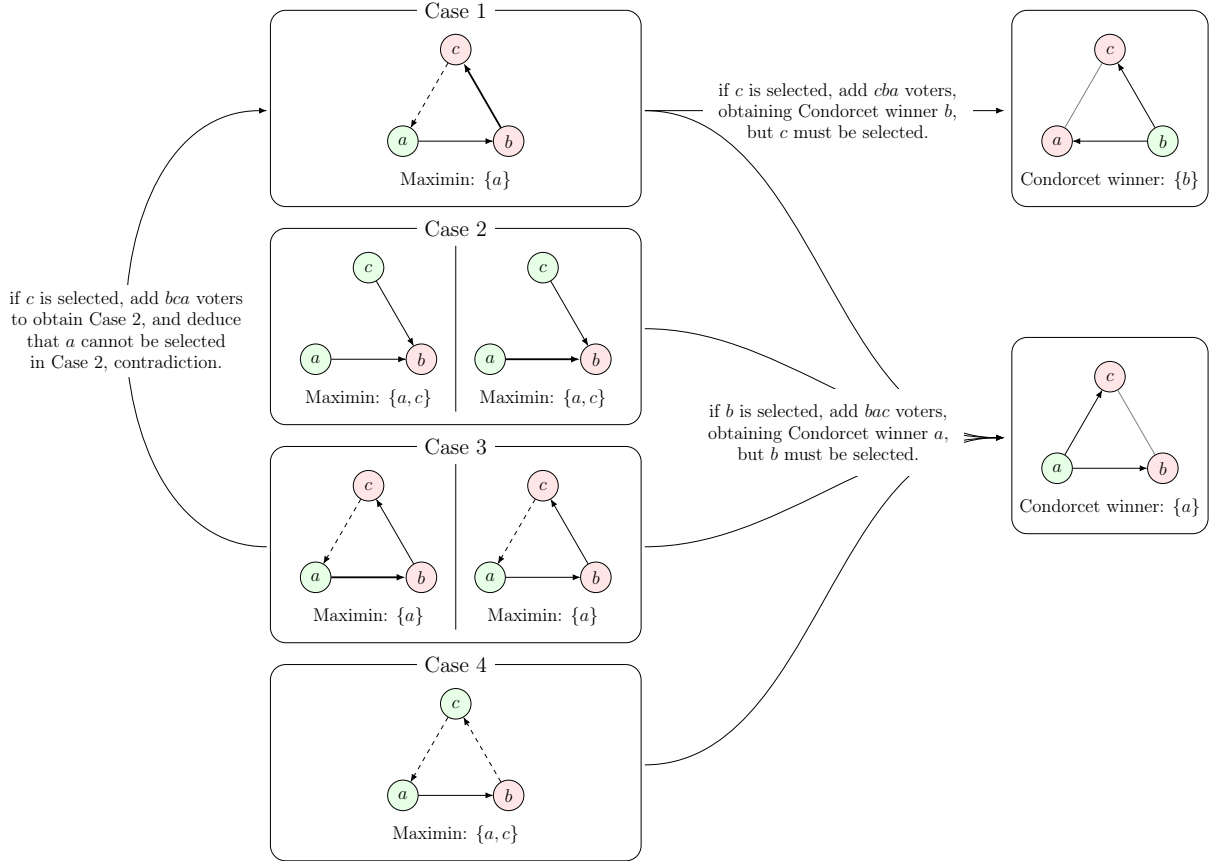 Case 1
c
a
b
Maximin: {a}
if c is selected, add cba voters,
obtaining Condorcet winner b,
but c must be selected.
c
a
b
Condorcet winner: {b}
if c is selected, add bca voters
to obtain Case 2, and deduce
that a cannot be selected
in Case 2, contradiction.
Case 2
c
a
b
Maximin: {a, c}
c
a
b
Maximin: {a, c}
if b is selected, add bac voters,
obtaining Condorcet winner a,
but b must be selected.
c
a
b
Condorcet winner: {a}
Case 3
c
a
b
Maximin: {a}
c
a
b
Maximin: {a}
Case 4
c
a
b
Maximin: {a, c}